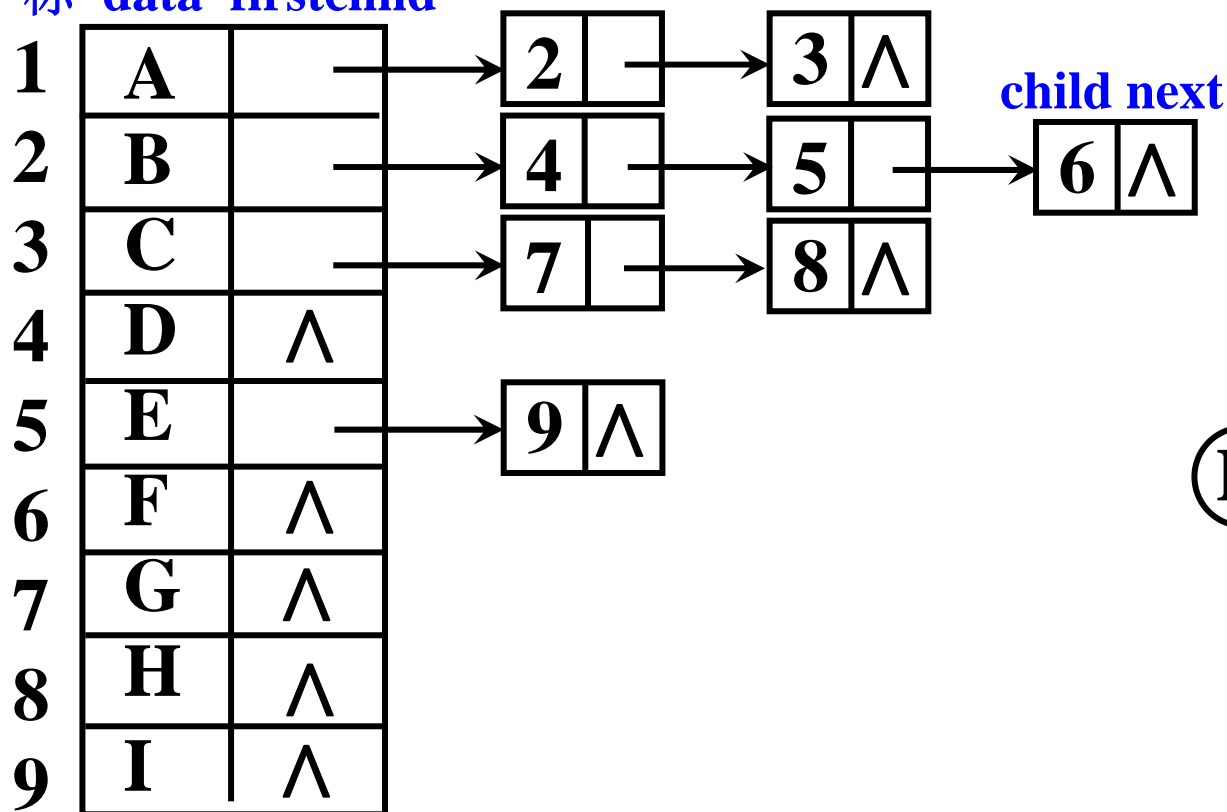 data firstchild
1 A 2 3 ∧
child next
2 B 4 5 6 ∧
3 C 7 8 ∧
4 D ∧
5 E 9 ∧
6 F ∧
7 G ∧
8 H ∧
9 I ∧